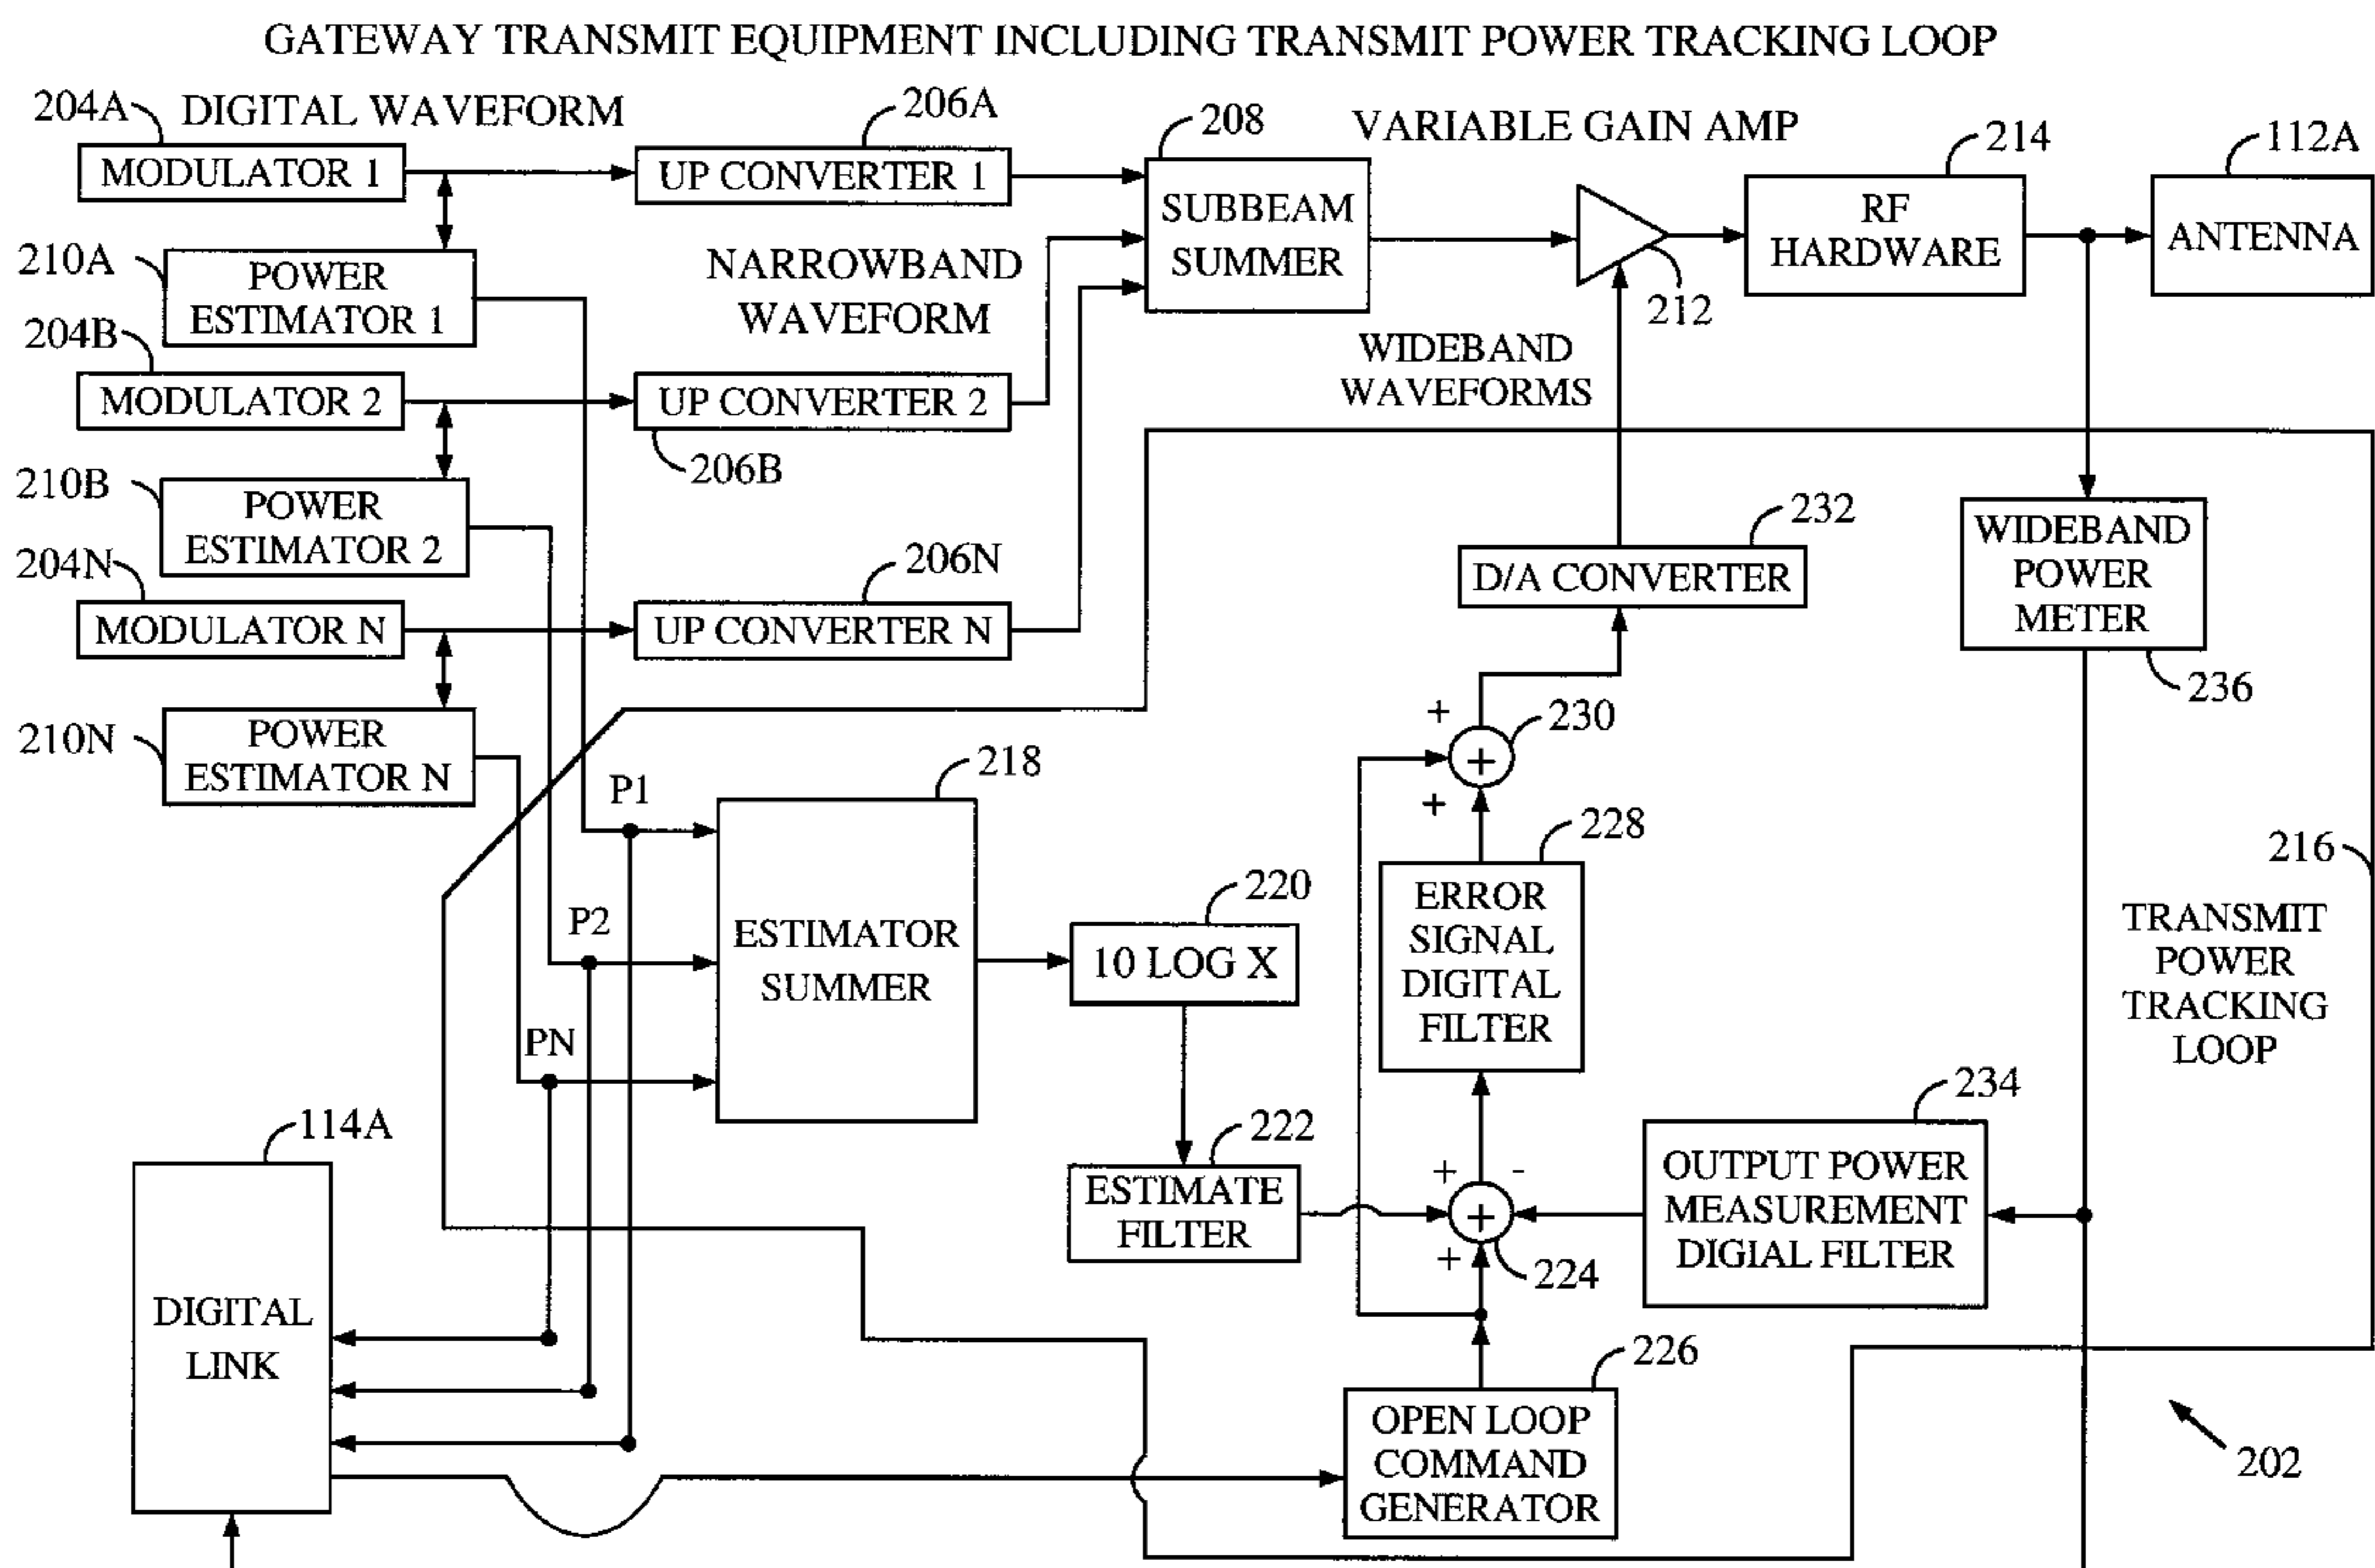 GATEWAY TRANSMIT EQUIPMENT INCLUDING TRANSMIT POWER TRACKING LOOP
204A
DIGITAL WAVEFORM
206A
208
VARIABLE GAIN AMP
214
112A
MODULATOR 1
UP CONVERTER 1
SUBBEAM
SUMMER
RF
HARDWARE
ANTENNA
210A
POWER
ESTIMATOR 1
NARROWBAND
WAVEFORM
212
204B
WIDEBAND
WAVEFORMS
MODULATOR 2
UP CONVERTER 2
206B
210B
POWER
ESTIMATOR 2
232
WIDEBAND
POWER
METER
204N
206N
D/A CONVERTER
MODULATOR N
UP CONVERTER N
236
210N
POWER
ESTIMATOR N
+
230
+
+
218
P1
228
216
220
ERROR
SIGNAL
DIGITAL
FILTER
TRANSMIT
POWER
TRACKING
LOOP
P2
ESTIMATOR
SUMMER
10 LOG X
PN
234
114A
222
+
-
OUTPUT POWER
MEASUREMENT
DIGIAL FILTER
ESTIMATE
FILTER
+
+
224
DIGITAL
LINK
226
OPEN LOOP
COMMAND
GENERATOR
202